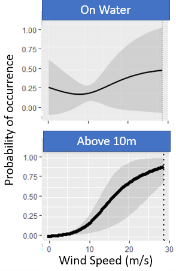 On Water
Probability of occurrence
1.00
0.75
0.50
0.25
0.00
Above 10m
1.00
0.75
0.50
0.25
0.00
0 10 20 30
Wind Speed (m/s)